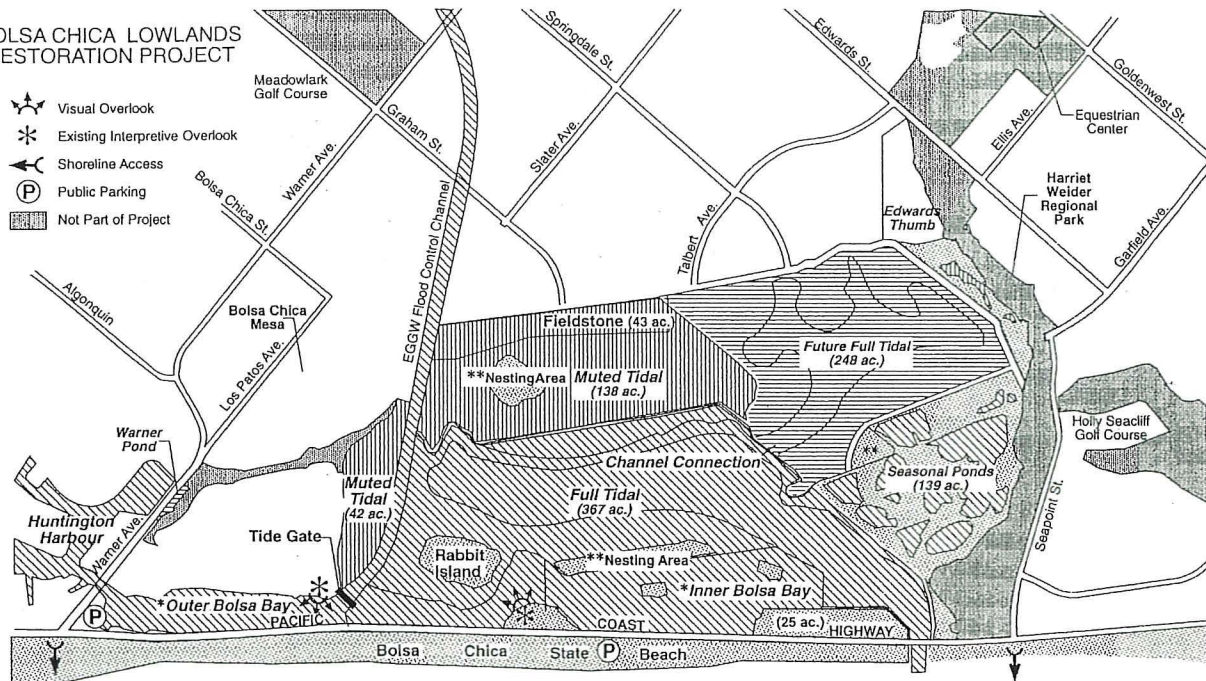 OLSA CHICA LOWLANDS
ESTORATION PROJECT
Visual Overlook
Existing Interpretive Overlook
Shoreline Access
P Public Parking
Not Part of Project
Meadowlark
Golf Course
Springdale St.
Edwards St.
Goldenwest St.
Equestrian
Center
Ellis Ave.
Graham St.
Slater Ave.
Warner Ave.
Bolsa Chica St.
Talbert Ave.
Edwards
Thumb
Harriet
Weider
Regional
Park
Garfield Ave.
Algonquin
Bolsa Chica
Mesa
Los Patos Ave.
EGGW Flood Control Channel
Fieldstone (43 ac.)
**Nesting Area
Muted Tidal
(138 ac.)
Future Full Tidal
(248 ac.)
Holly Seacliff
Golf Course
Warner
Pond
Channel Connection
**
Seasonal Ponds
(139 ac.)
Muted
Tidal
(42 ac.)
Full Tidal
(367 ac.)
Seapoint St.
Huntington
Harbour
Warner Ave.
Tide Gate
Rabbit
Island
**Nesting Area
*Inner Bolsa Bay
*Outer Bolsa Bay
P
PACIFIC
COAST
(25 ac.)
HIGHWAY
Bolsa Chica State P Beach